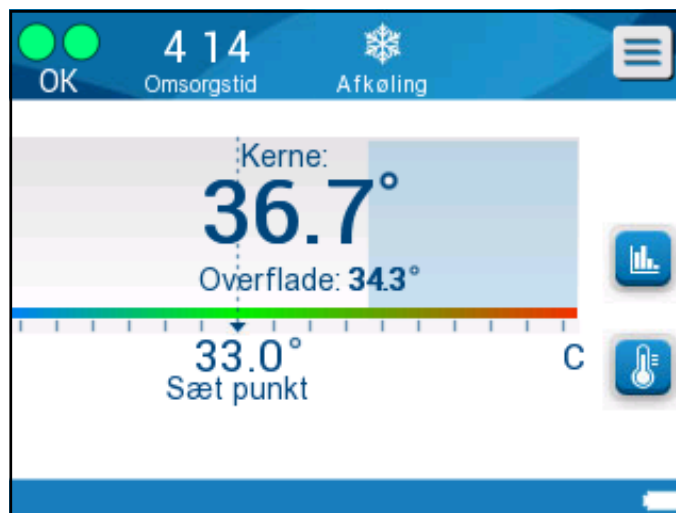 OK
4 14
Omsorgstid
Afkøling
Kerne:
36.7°
Overflade: 34.3°
33.0°
C
Sæt punkt